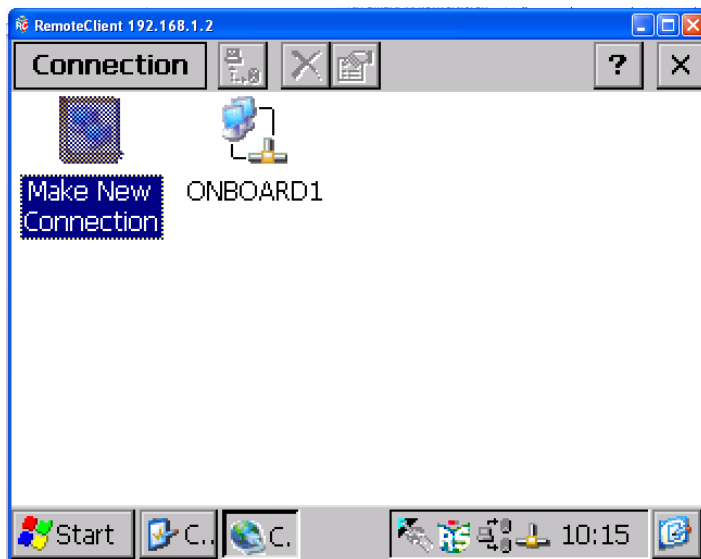 RemoteClient 192.168.1.2
Connection
?
×
Make New
Connection
ONBOARD1
Start
C..
C.
10:15